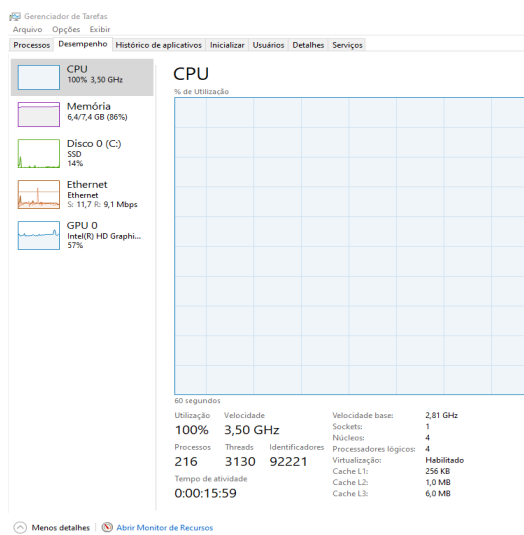 Gerenciador de Tarefas
Arquivo Opções Exibir
Processos Desempenho Histórico de aplicativos Inicializar Usuários Detalhes Serviços
CPU
100% 3,50 GHz
Memória
6,4/7,4 GB (86%)
Disco 0 (C:)
SSD
14%
Ethernet
Ethernet
S: 11,7 R: 9,1 Mbps
GPU 0
Intel(R) HD Graphi...
57%
CPU
% de Utilização
60 segundos
Utilização Velocidade
100% 3,50 GHz
Processos Threads Identificadores
216 3130 92221
Tempo de atividade
0:00:15:59
Velocidade base: 2,81 GHz
Sockets: 1
Núcleos: 4
Processadores lógicos: 4
Virtualização: Habilitado
Cache L1: 256 KB
Cache L2: 1,0 MB
Cache L3: 6,0 MB
Menos detalhes Abrir Monitor de Recursos